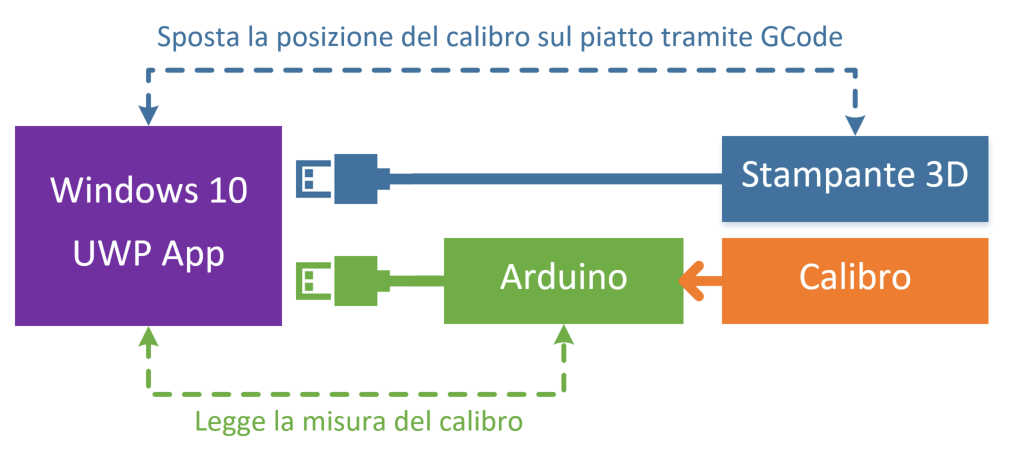 Sposta la posizione del calibro sul piatto tramite GCode
Windows 10
UWP App
Stampante 3D
Arduino
Calibro
Legge la misura del calibro